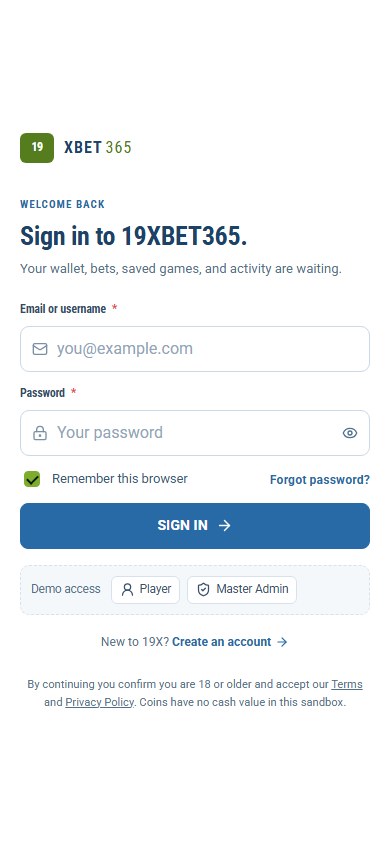 19 XBET 365
WELCOME BACK
Sign in to 19XBET365.
Your wallet, bets, saved games, and activity are waiting.
Email or username *
you@example.com
Password *
Your password
Remember this browser Forgot password?
SIGN IN →
Demo access Player Master Admin
New to 19X? Create an account →
By continuing you confirm you are 18 or older and accept our Terms
and Privacy Policy. Coins have no cash value in this sandbox.